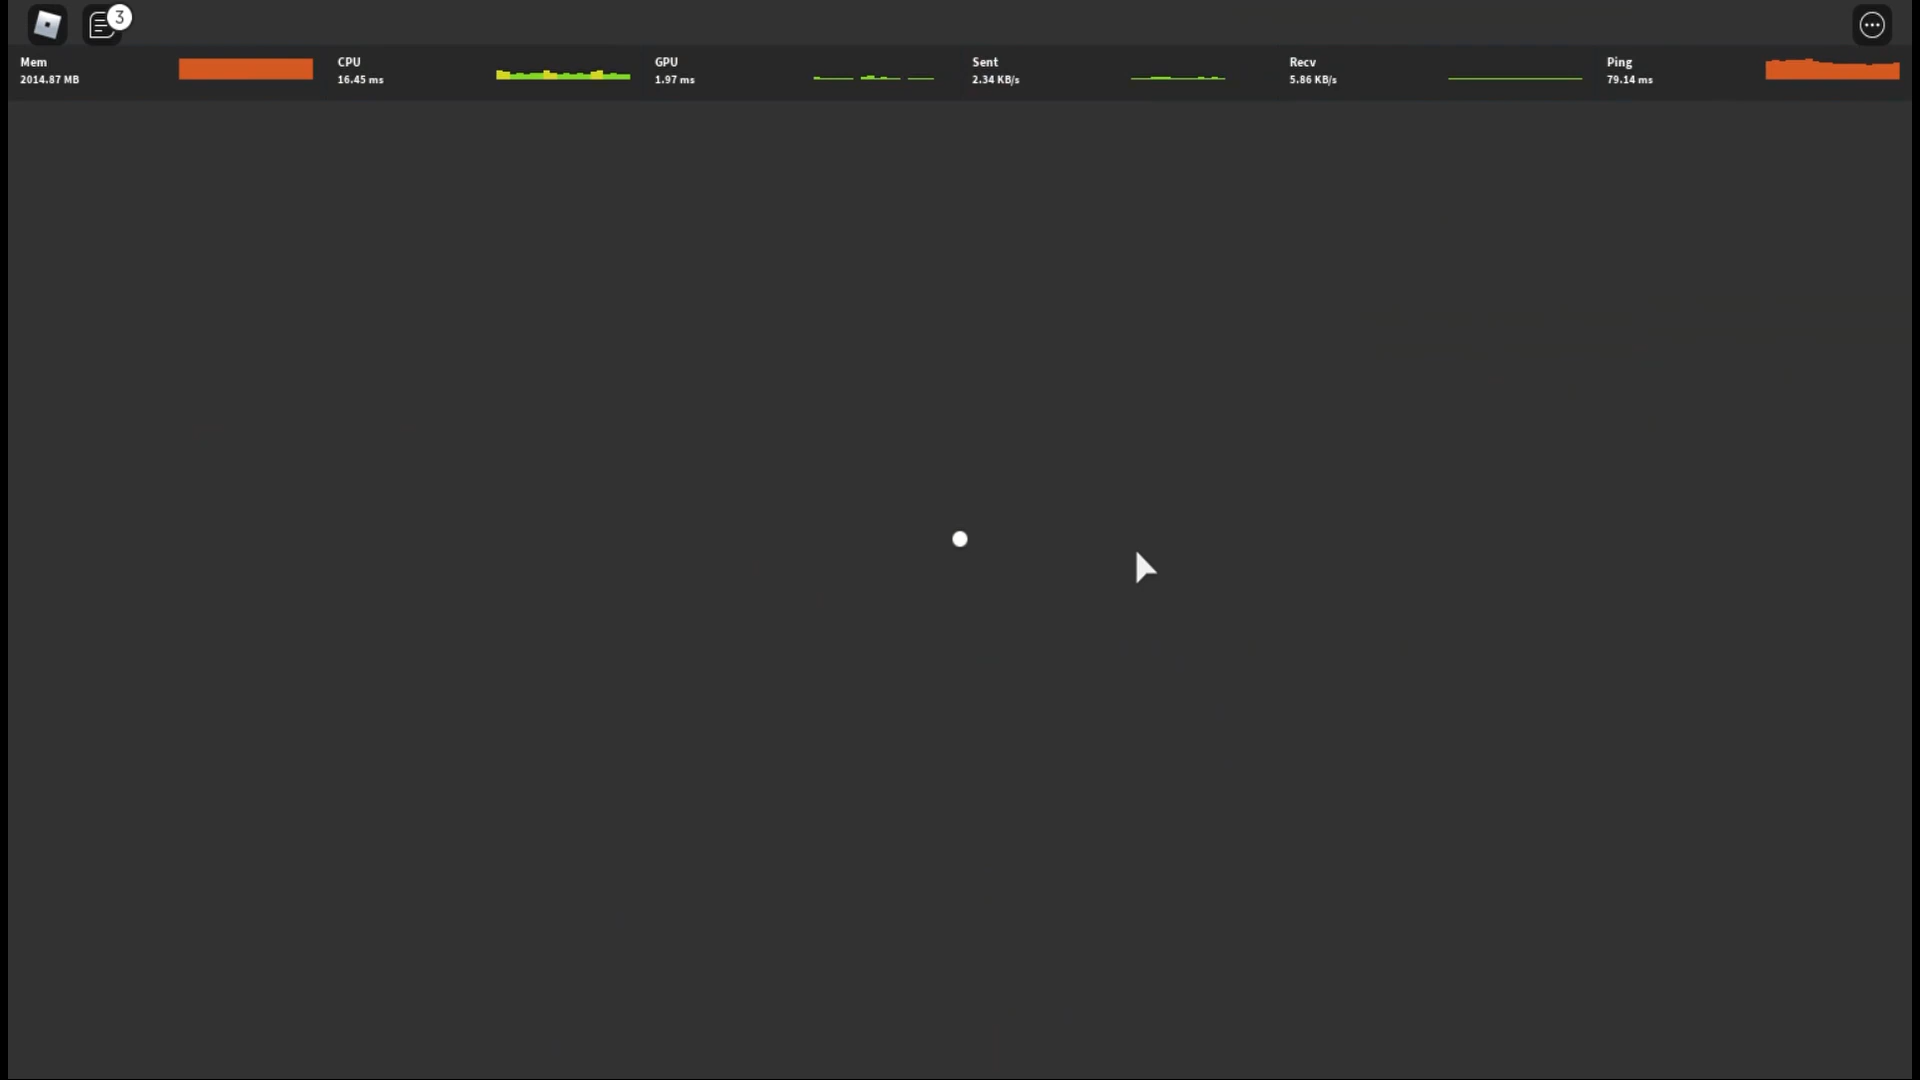 3
Mem
2014.87 MB
CPU
16.45 ms
GPU
1.97 ms
Sent
2.34 KB/s
Recv
5.86 KB/s
Ping
79.14 ms